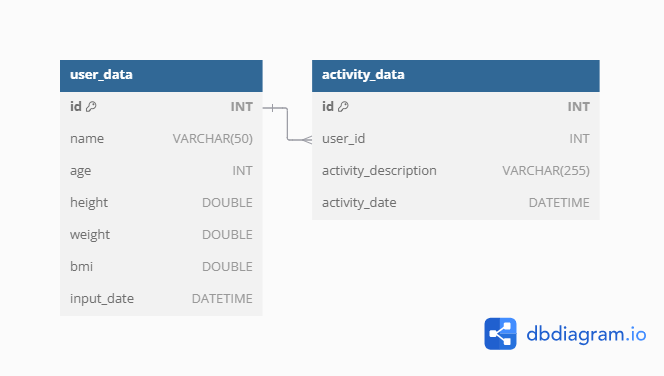 user_data
id INT
name VARCHAR(50)
age INT
height DOUBLE
weight DOUBLE
bmi DOUBLE
input_date DATETIME
activity_data
id INT
user_id INT
activity_description VARCHAR(255)
activity_date DATETIME
dbdiagram.io